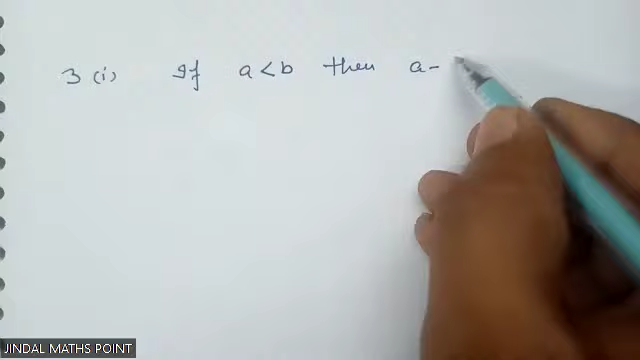 3 (i) If a < b then a -
JINDAL MATHS POINT